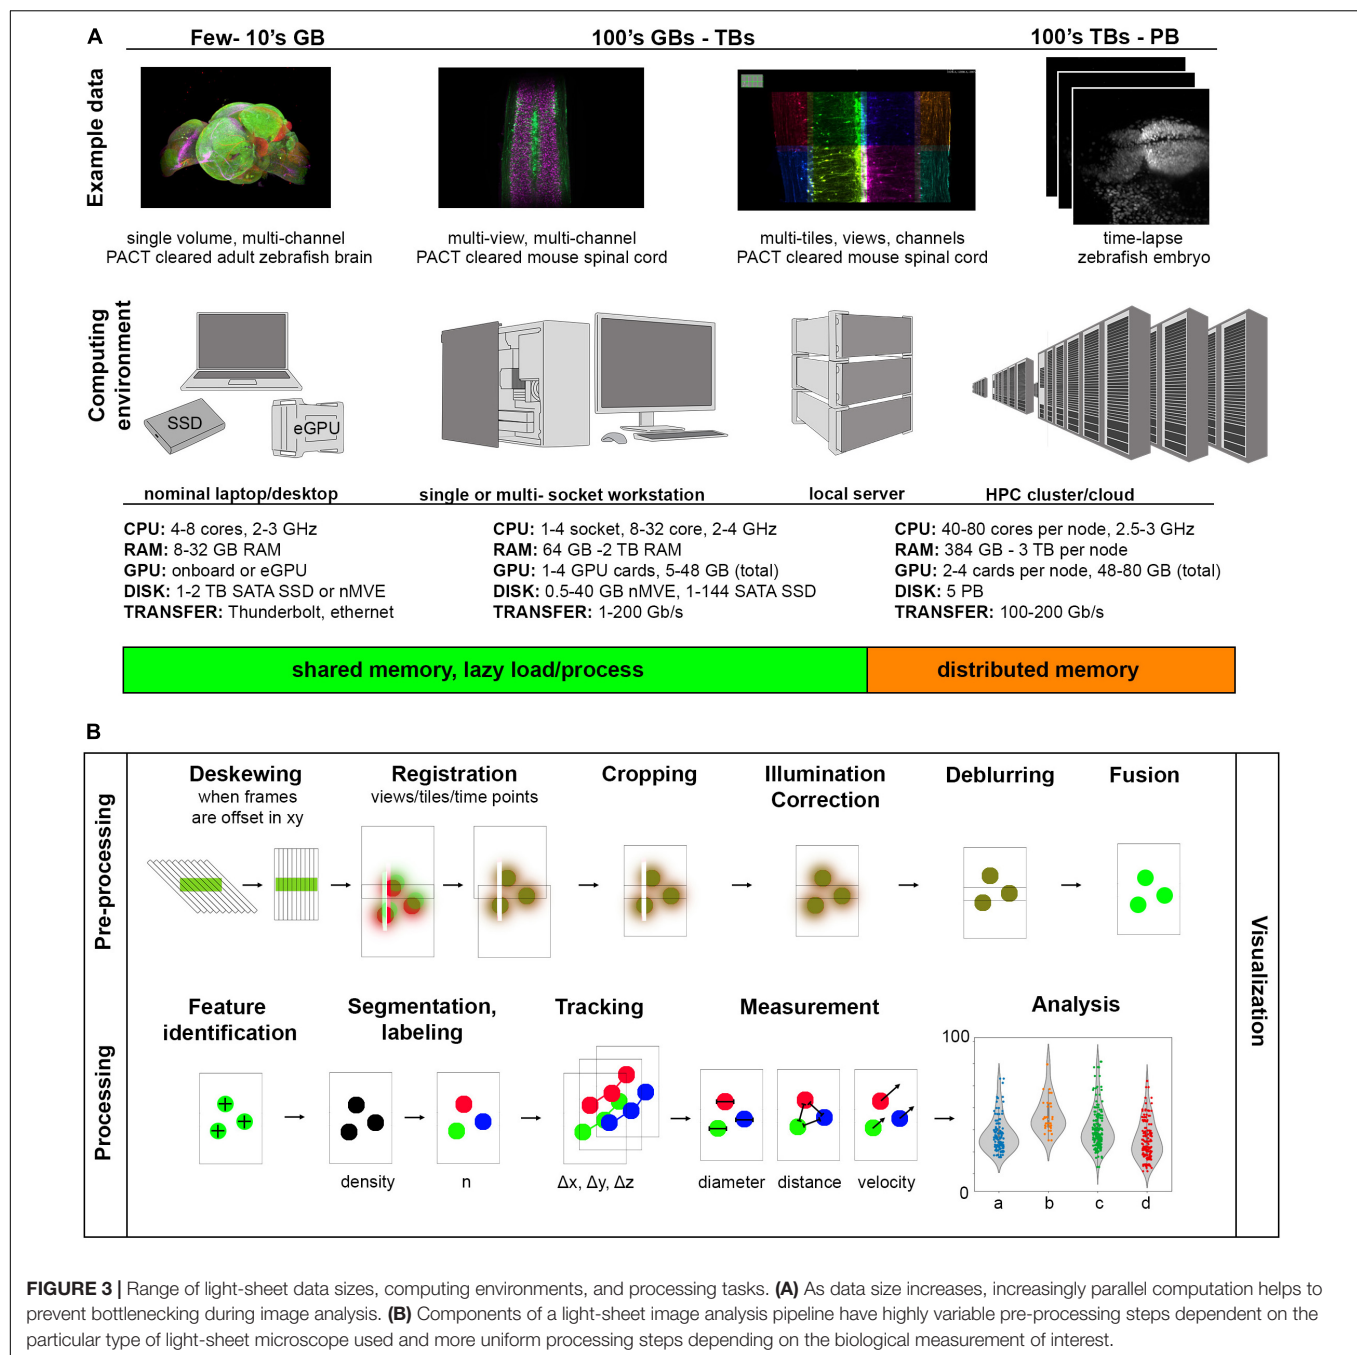 A
Few- 10's GB
100's GBs - TBs
100's TBs - PB
Example data
single volume, multi-channel
PACT cleared adult zebrafish brain
multi-view, multi-channel
PACT cleared mouse spinal cord
multi-tiles, views, channels
PACT cleared mouse spinal cord
time-lapse
zebrafish embryo
Computing
environment
SSD
eGPU
nominal laptop/desktop
single or multi- socket workstation
local server
HPC cluster/cloud
CPU: 4-8 cores, 2-3 GHz
RAM: 8-32 GB RAM
GPU: onboard or eGPU
DISK: 1-2 TB SATA SSD or nMVE
TRANSFER: Thunderbolt, ethernet
CPU: 1-4 socket, 8-32 core, 2-4 GHz
RAM: 64 GB -2 TB RAM
GPU: 1-4 GPU cards, 5-48 GB (total)
DISK: 0.5-40 GB nMVE, 1-144 SATA SSD
TRANSFER: 1-200 Gb/s
CPU: 40-80 cores per node, 2.5-3 GHz
RAM: 384 GB - 3 TB per node
GPU: 2-4 cards per node, 48-80 GB (total)
DISK: 5 PB
TRANSFER: 100-200 Gb/s
shared memory, lazy load/process
distributed memory
B
Pre-processing
Deskewing
when frames
are offset in xy
Registration
views/tiles/time points
Cropping
Illumination
Correction
Deblurring
Fusion
Visualization
Processing
Feature
identification
Segmentation,
labeling
density
n
Tracking
Δx, Δy, Δz
Measurement
diameter
distance
velocity
Analysis
100
0
a
b
c
d
FIGURE 3 | Range of light-sheet data sizes, computing environments, and processing tasks. (A) As data size increases, increasingly parallel computation helps to
prevent bottlenecking during image analysis. (B) Components of a light-sheet image analysis pipeline have highly variable pre-processing steps dependent on the
particular type of light-sheet microscope used and more uniform processing steps depending on the biological measurement of interest.